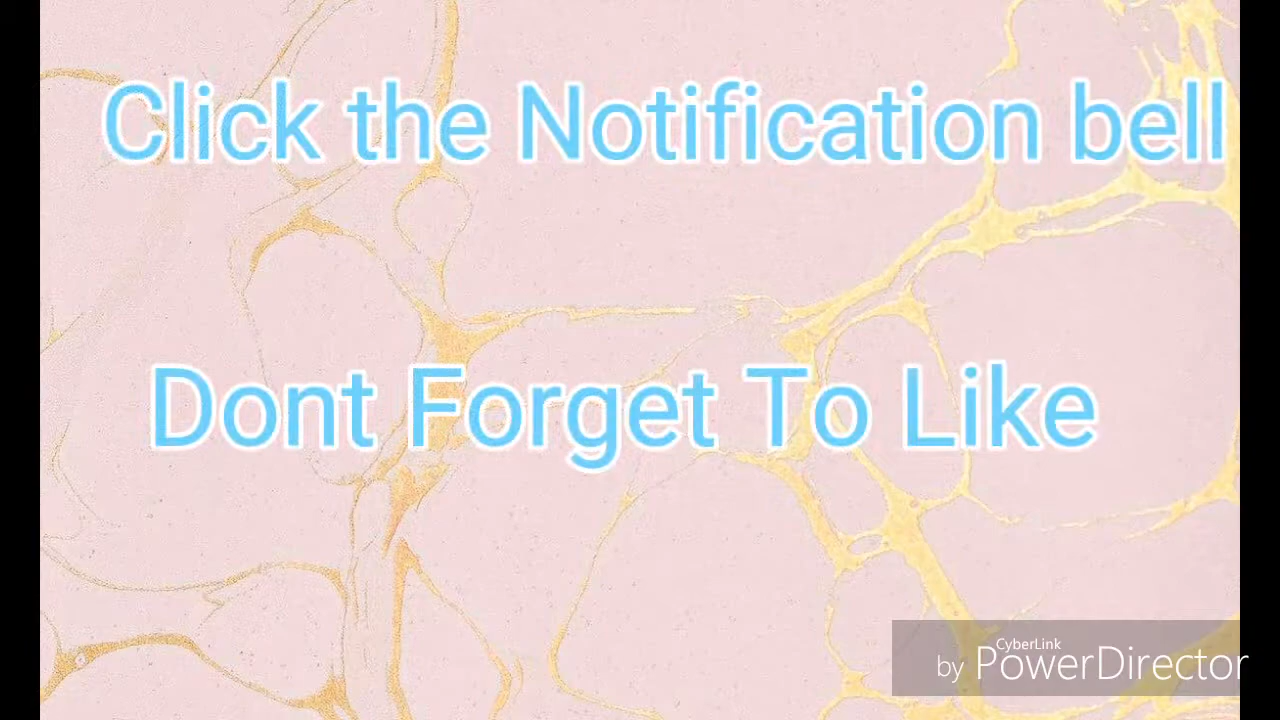 Click the Notification bell
Dont Forget To Like
CyberLink
by PowerDirector